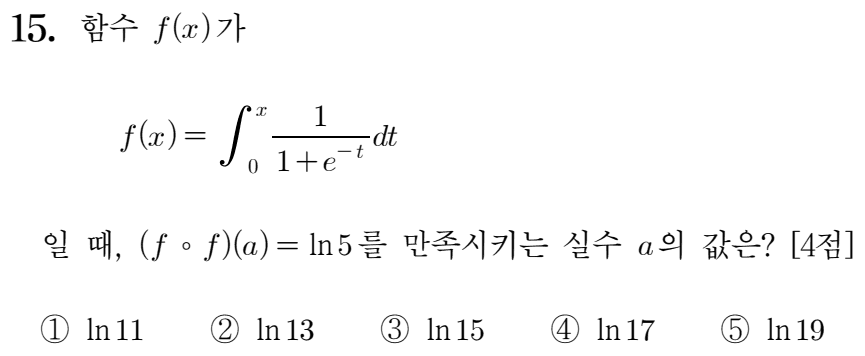 15. 함수 f(x)가
f(x) = ∫₀ˣ 1/(1+e⁻ᵗ) dt
일 때, (f∘f)(a) = ln5를 만족시키는 실수 a의 값은? [4점]
① ln11 ② ln13 ③ ln15 ④ ln17 ⑤ ln19